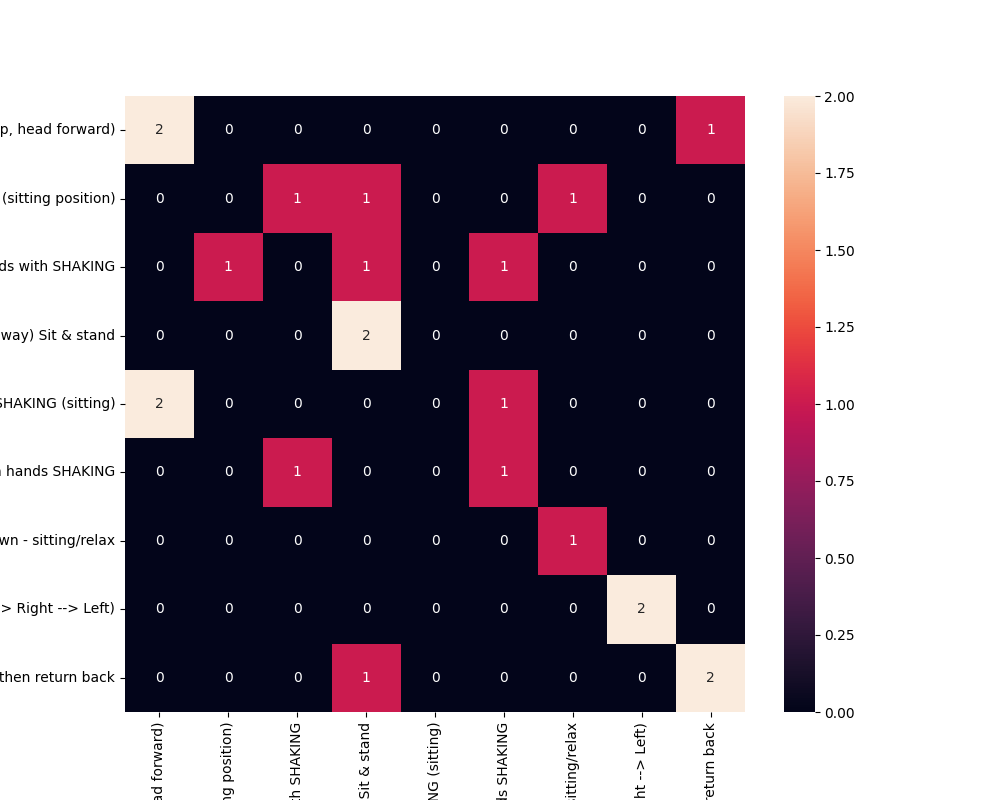 p, head forward) 2 0 0 0 0 0 0 0 1
(sitting position) 0 0 1 1 0 0 1 0 0
ds with SHAKING 0 1 0 1 0 1 0 0 0
way) Sit & stand 0 0 0 2 0 0 0 0 0
SHAKING (sitting) 2 0 0 0 0 1 0 0 0
hands SHAKING 0 0 1 0 0 1 0 0 0
wn - sitting/relax 0 0 0 0 0 0 1 0 0
> Right --> Left) 0 0 0 0 0 0 0 2 0
then return back 0 0 0 1 0 0 0 0 2
ad forward)
ng position)
th SHAKING
Sit & stand
NG (sitting)
ds SHAKING
sitting/relax
ht --> Left)
return back
2.00
1.75
1.50
1.25
1.00
0.75
0.50
0.25
0.00